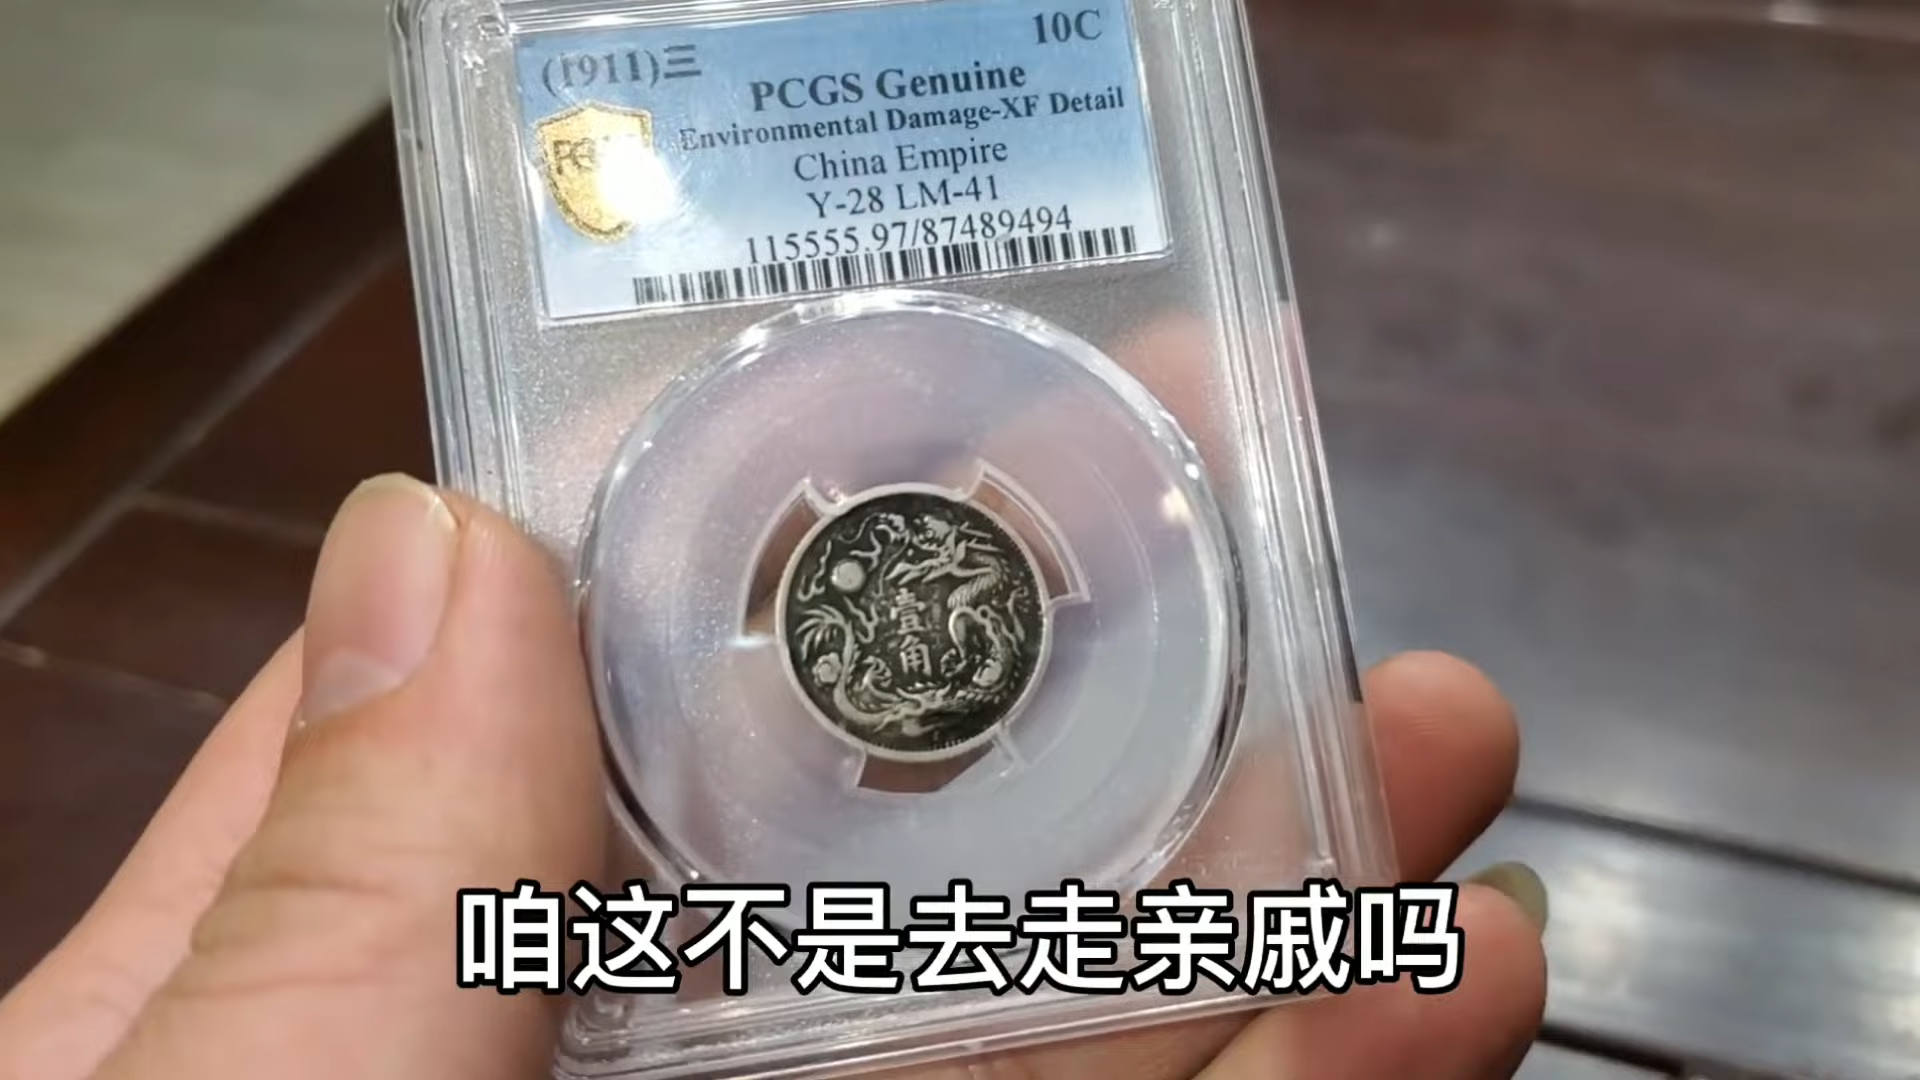 (1911)三 10C
PCGS Genuine
Environmental Damage-XF Detail
China Empire
Y-28 LM-41
115555.97/87489494
壹角
咱这不是去走亲戚吗